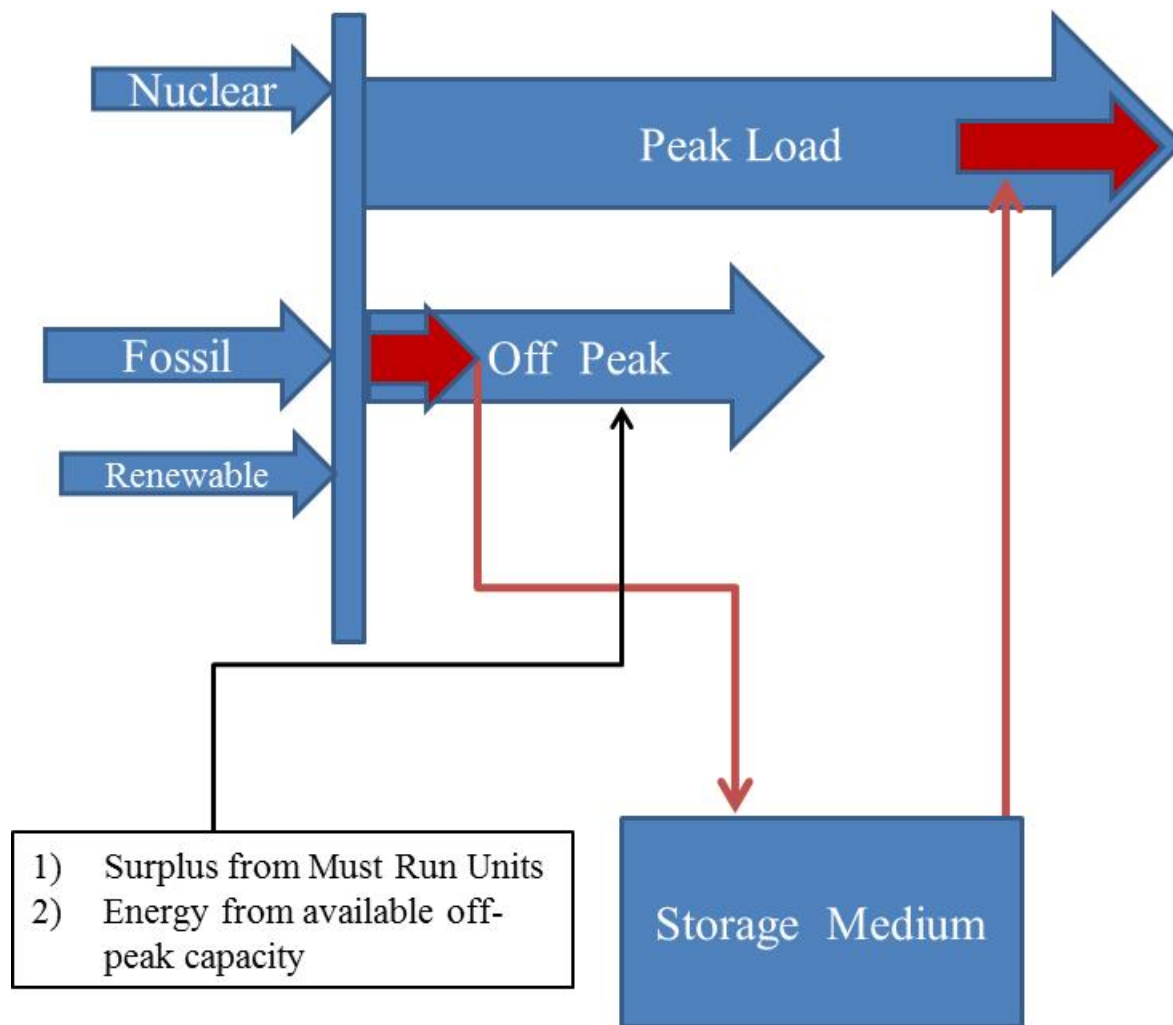 Nuclear
Peak Load
Fossil
Off Peak
Renewable
1) Surplus from Must Run Units
2) Energy from available off-
peak capacity
Storage Medium